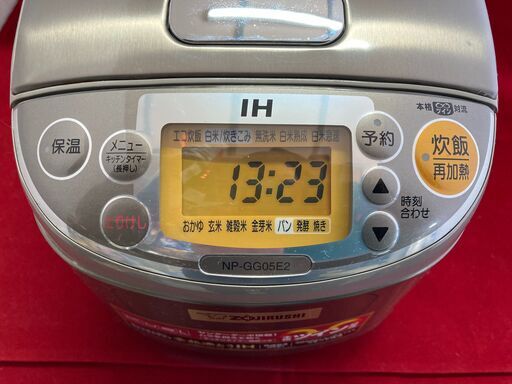 IH
本格 ツイン 対流
エコ炊飯 白米/炊きこみ 無洗米 白米熟成 白米急速
保温
メニュー
キッチンタイマー
(長押し)
予約
炊飯
再加熱
13:23
時刻
合わせ
とりけし
おかゆ 玄米 雑穀米 金芽米 パン 発酵 焼き
NP-GG05E2
ZOJIRUSHI